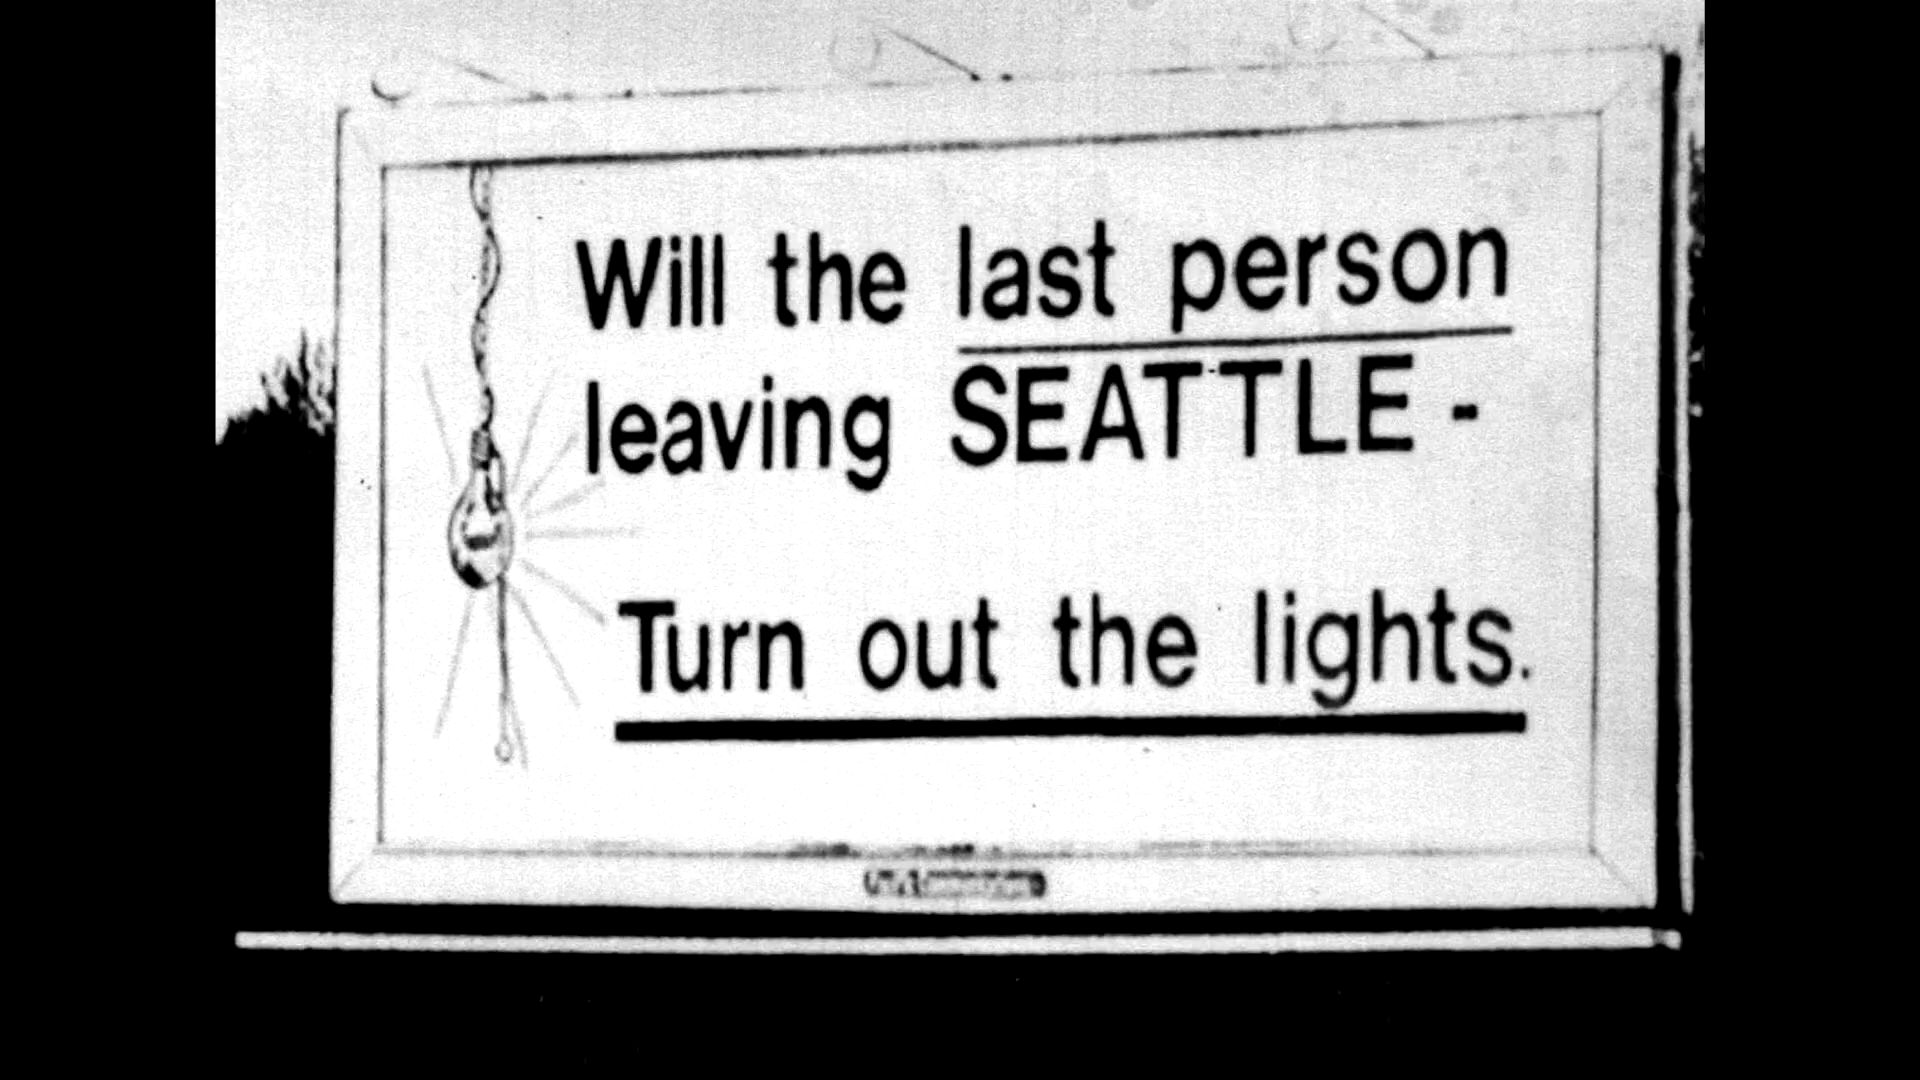 Will the last person
leaving SEATTLE -
Turn out the lights.